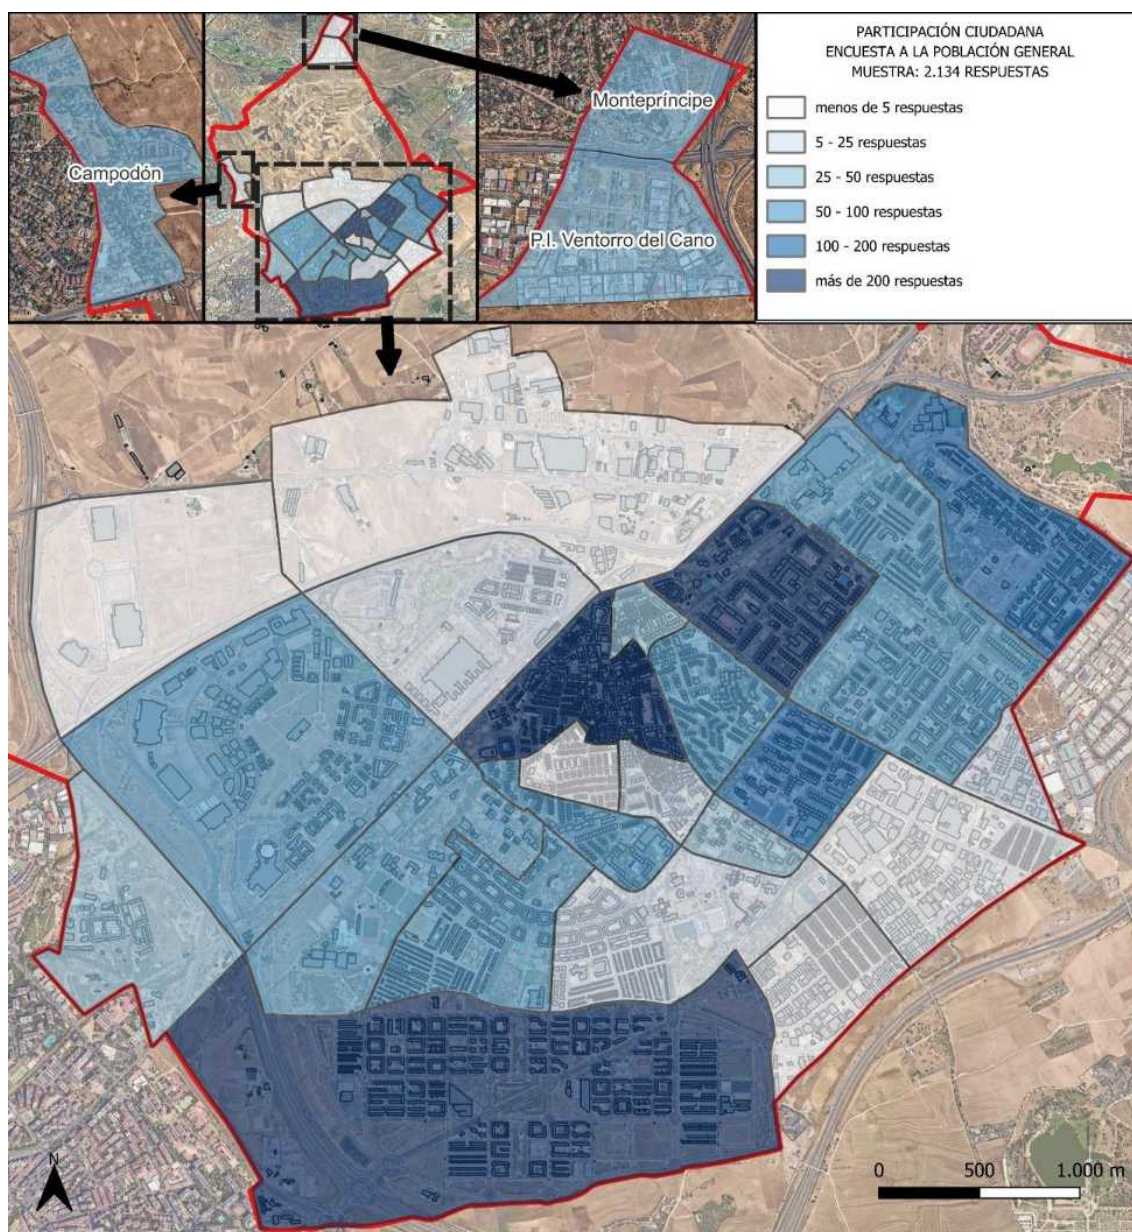 PARTICIPACIÓN CIUDADANA
ENCUESTA A LA POBLACIÓN GENERAL
MUESTRA: 2.134 RESPUESTAS
menos de 5 respuestas
5 - 25 respuestas
25 - 50 respuestas
50 - 100 respuestas
100 - 200 respuestas
más de 200 respuestas
Campodón
Montepríncipe
P.I. Ventorro del Cano
N
0 500 1.000 m